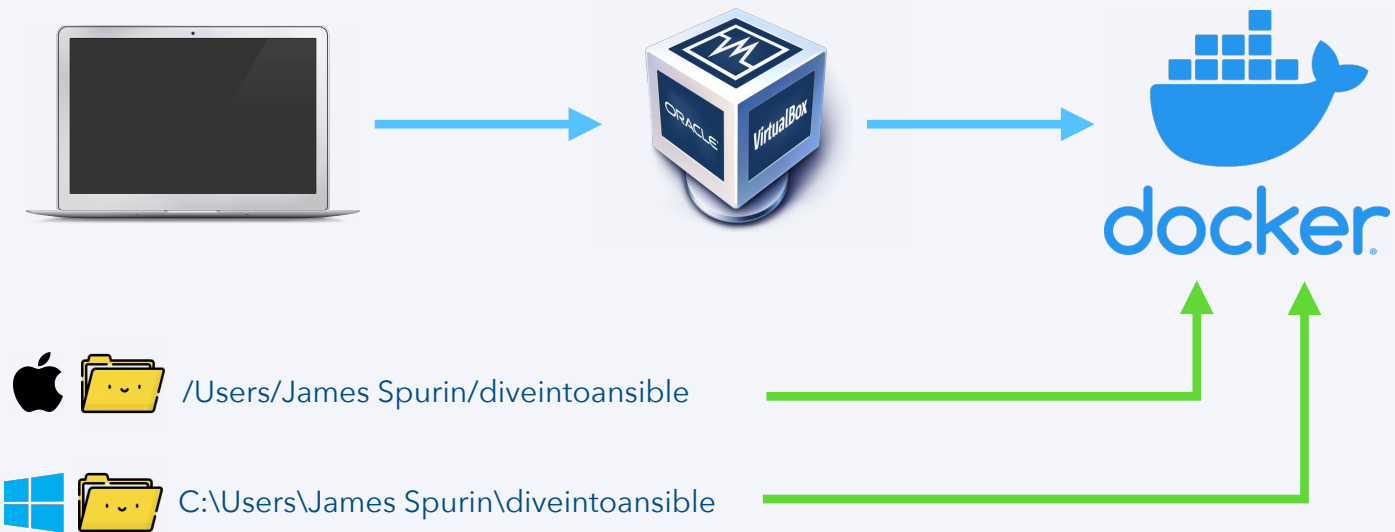 ORACLE
VirtualBox
docker
/Users/James Spurin/diveintoansible
C:\Users\James Spurin\diveintoansible